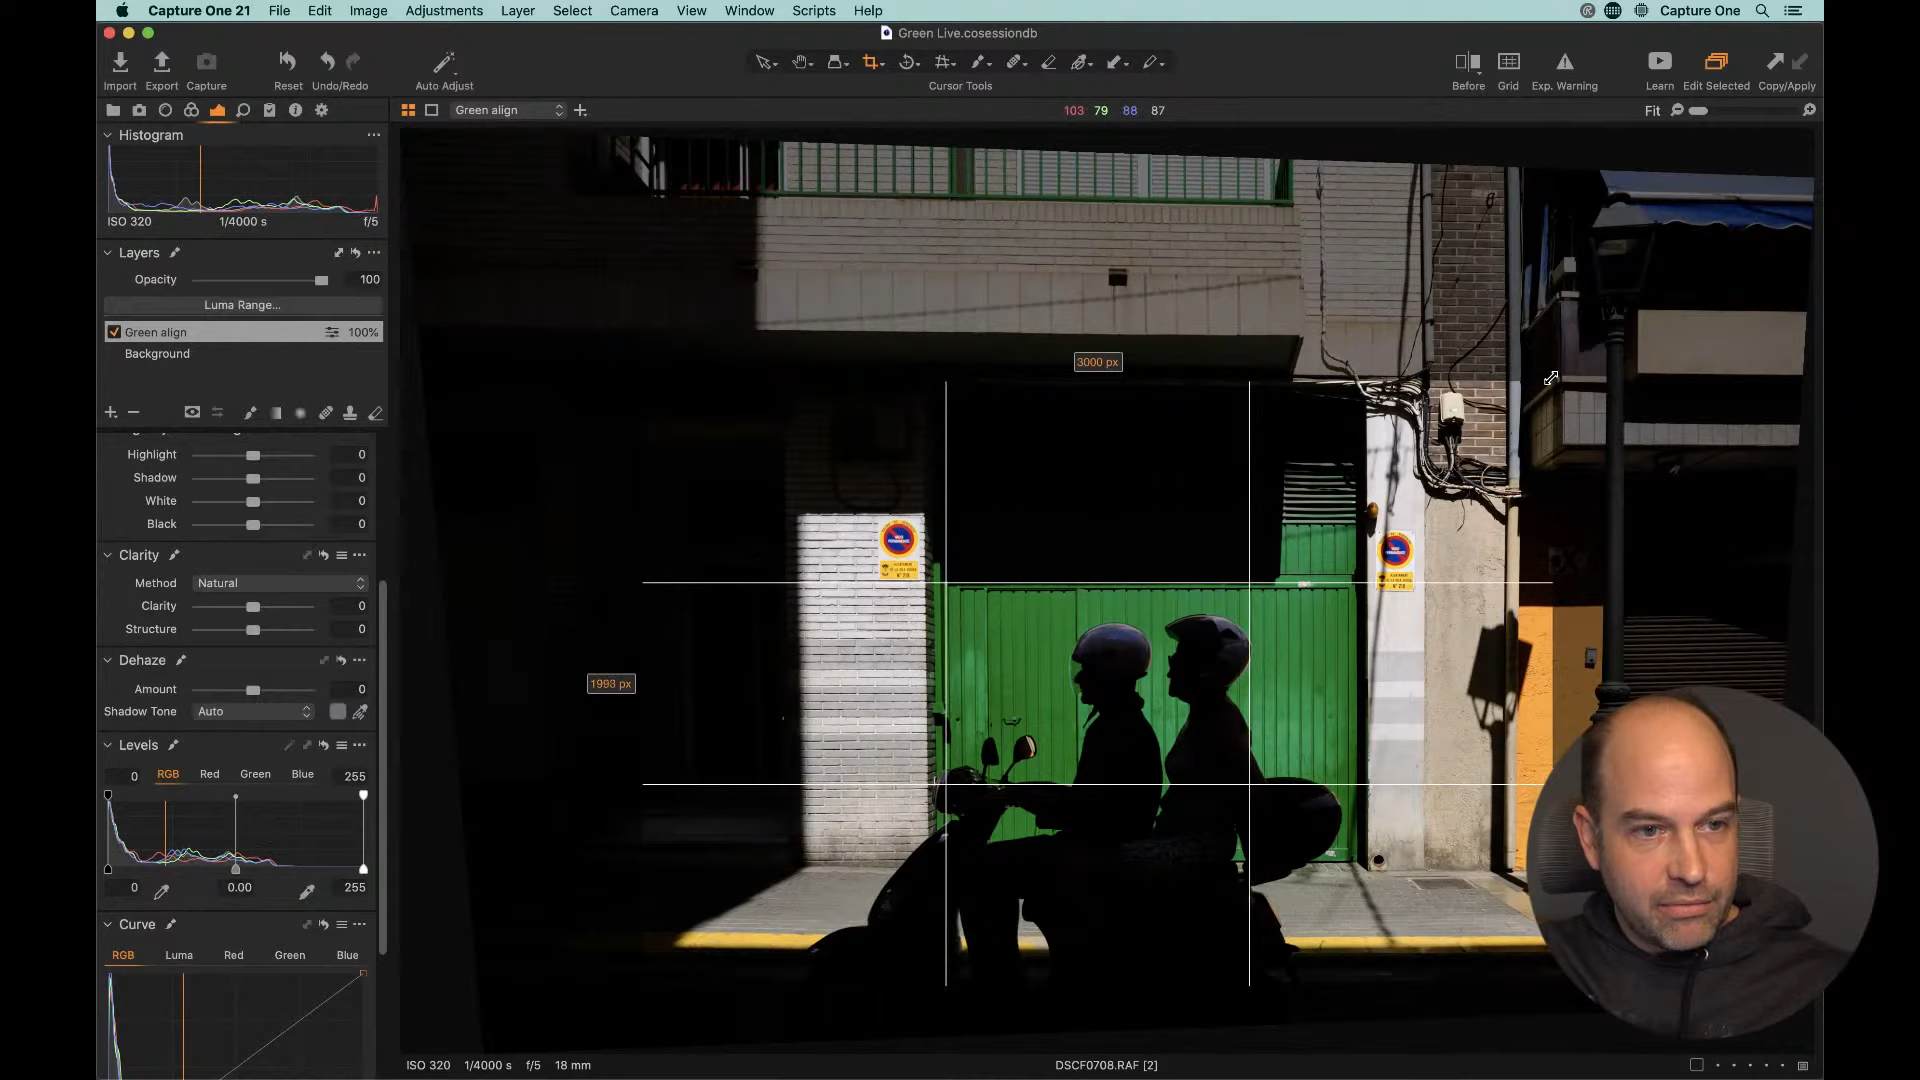 Capture One 21 File Edit Image Adjustments Layer Select Camera View Window Scripts Help
Capture One
Green Live.cosessiondb
Import Export Capture Reset Undo/Redo Auto Adjust
Cursor Tools
Before Grid Exp. Warning Learn Edit Selected Copy/Apply
Green align
103 79 88 87
Fit
Histogram
ISO 320 1/4000 s f/5
Layers
Opacity 100
Luma Range...
Green align 100%
Background
Highlight 0
Shadow 0
White 0
Black 0
Clarity
Method Natural
Clarity 0
Structure 0
Dehaze
Amount 0
Shadow Tone Auto
Levels
0 RGB Red Green Blue 255
0 0.00 255
Curve
RGB Luma Red Green Blue
3000 px
1993 px
ISO 320 1/4000 s f/5 18 mm
DSCF0708.RAF [2]